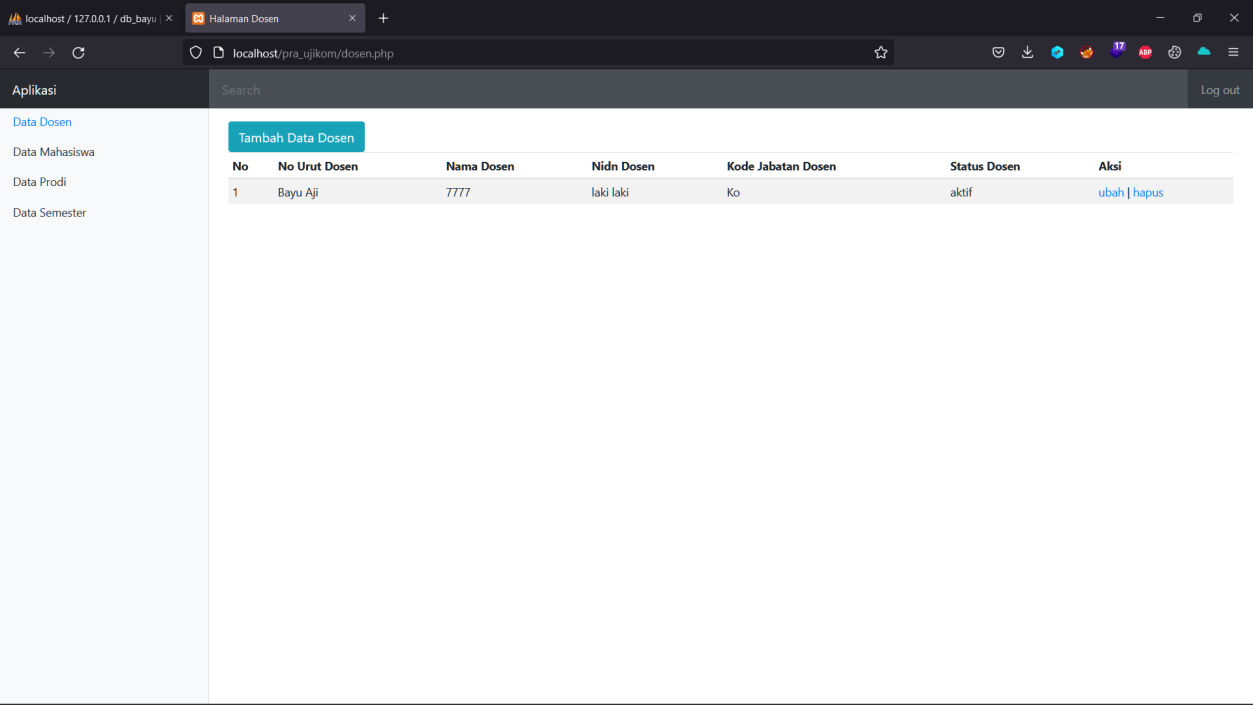 localhost / 127.0.0.1 / db_bayu |
Halaman Dosen
localhost/pra_ujikom/dosen.php
17
ABP
Aplikasi
Search
Log out
Data Dosen
Data Mahasiswa
Data Prodi
Data Semester
Tambah Data Dosen
No No Urut Dosen Nama Dosen Nidn Dosen Kode Jabatan Dosen Status Dosen Aksi
1 Bayu Aji 7777 laki laki Ko aktif ubah | hapus